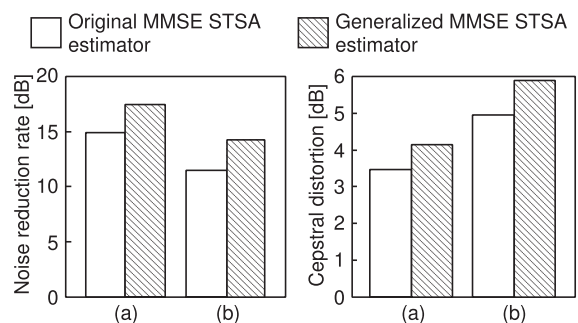 Original MMSE STSA
estimator
Generalized MMSE STSA
estimator
Noise reduction rate [dB]
20
15
10
5
0
(a)
(b)
Cepstral distortion [dB]
6
5
4
3
2
1
0
(a)
(b)